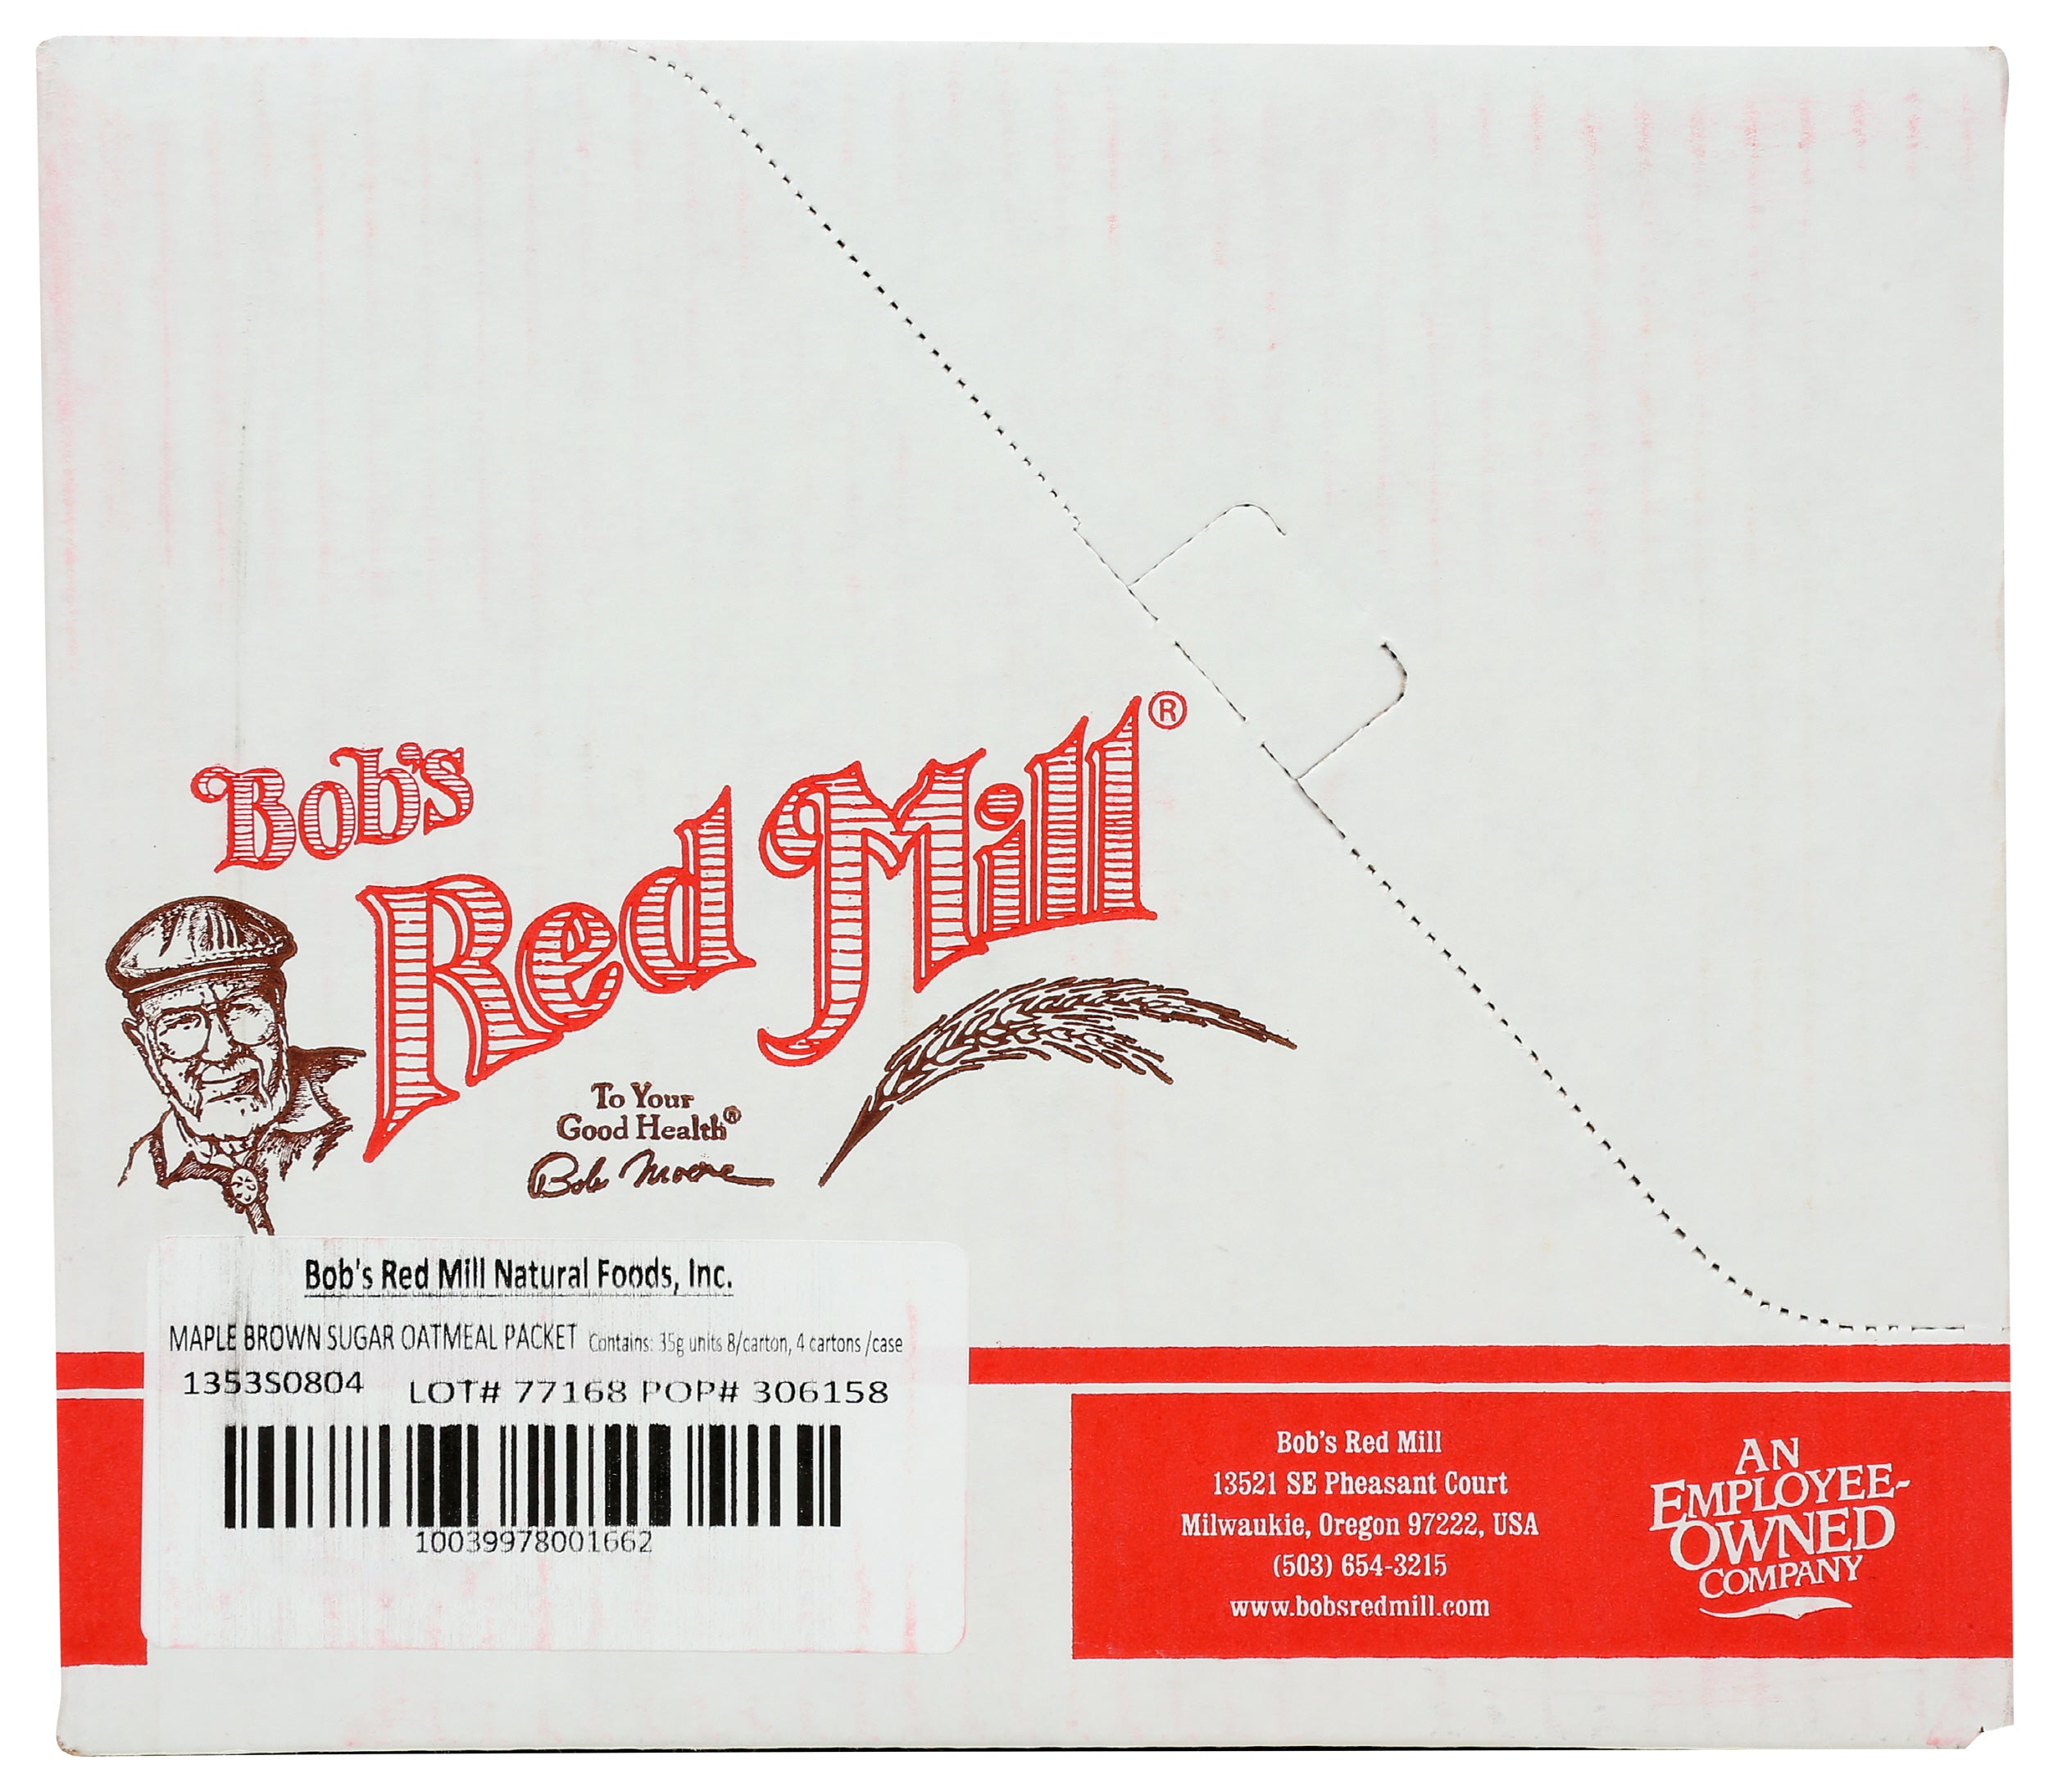 Bob's
Red Mill®
To Your
Good Health®
Bob Moore
Bob's Red Mill Natural Foods, Inc.
MAPLE BROWN SUGAR OATMEAL PACKET Contains: 35g units 8/carton, 4 cartons /case
1353S0804 LOT# 77168 POP# 306158
10039978001662
Bob's Red Mill
13521 SE Pheasant Court
Milwaukie, Oregon 97222, USA
(503) 654-3215
www.bobsredmill.com
AN
EMPLOYEE-
OWNED
COMPANY